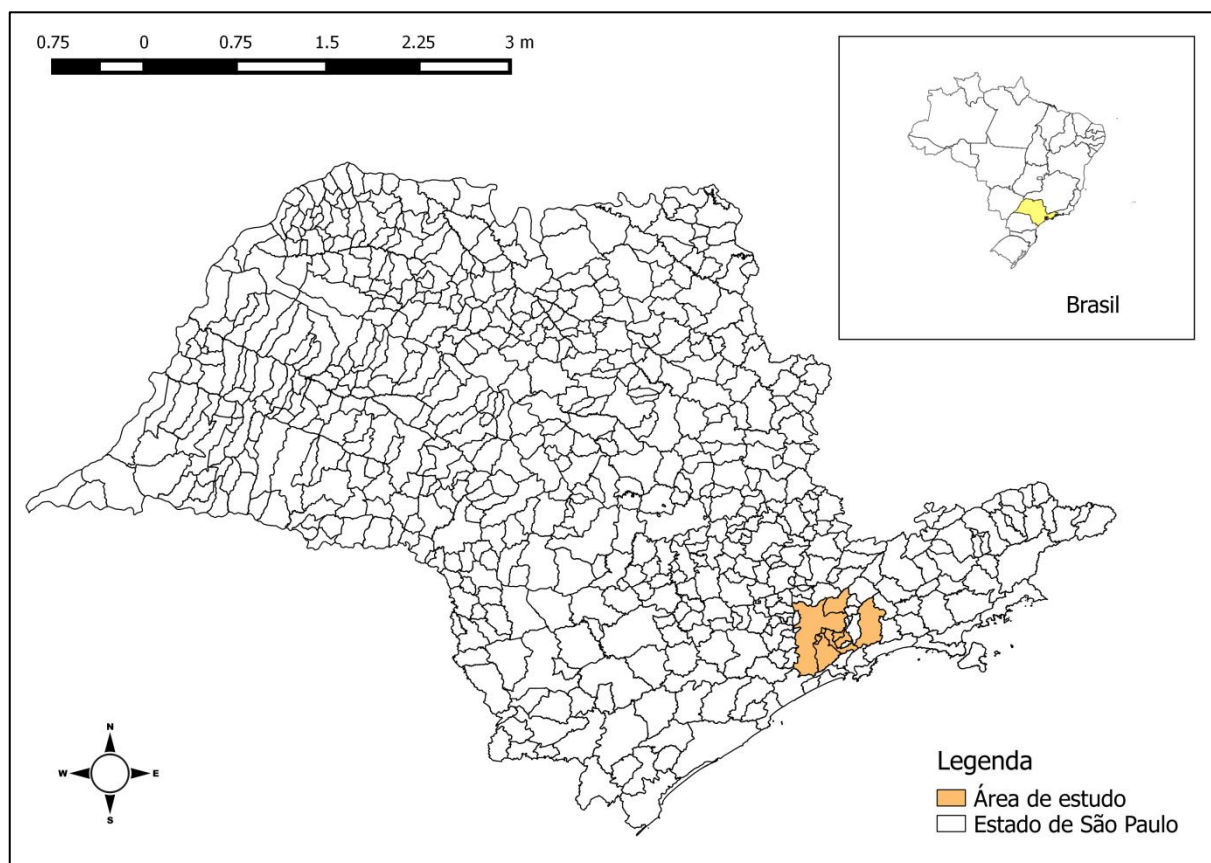 0.75 0 0.75 1.5 2.25 3 m
Brasil
N
W E
S
Legenda
Área de estudo
Estado de São Paulo